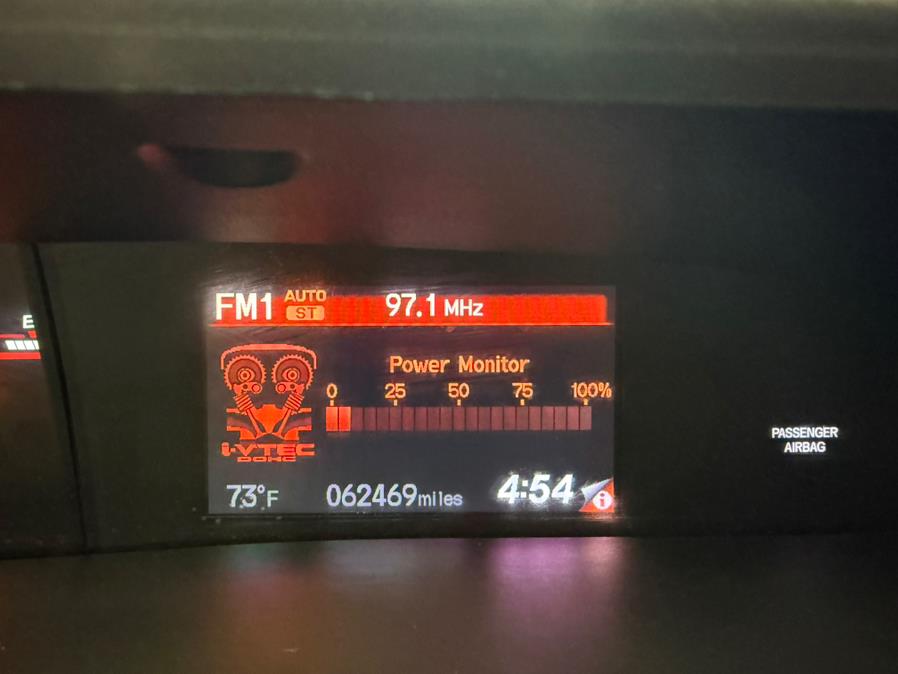 FM1 AUTO ST 97.1 MHz
E
Power Monitor
0 25 50 75 100%
i-VTEC
DOHC
PASSENGER
AIRBAG
73°F 062469miles 4:54 i